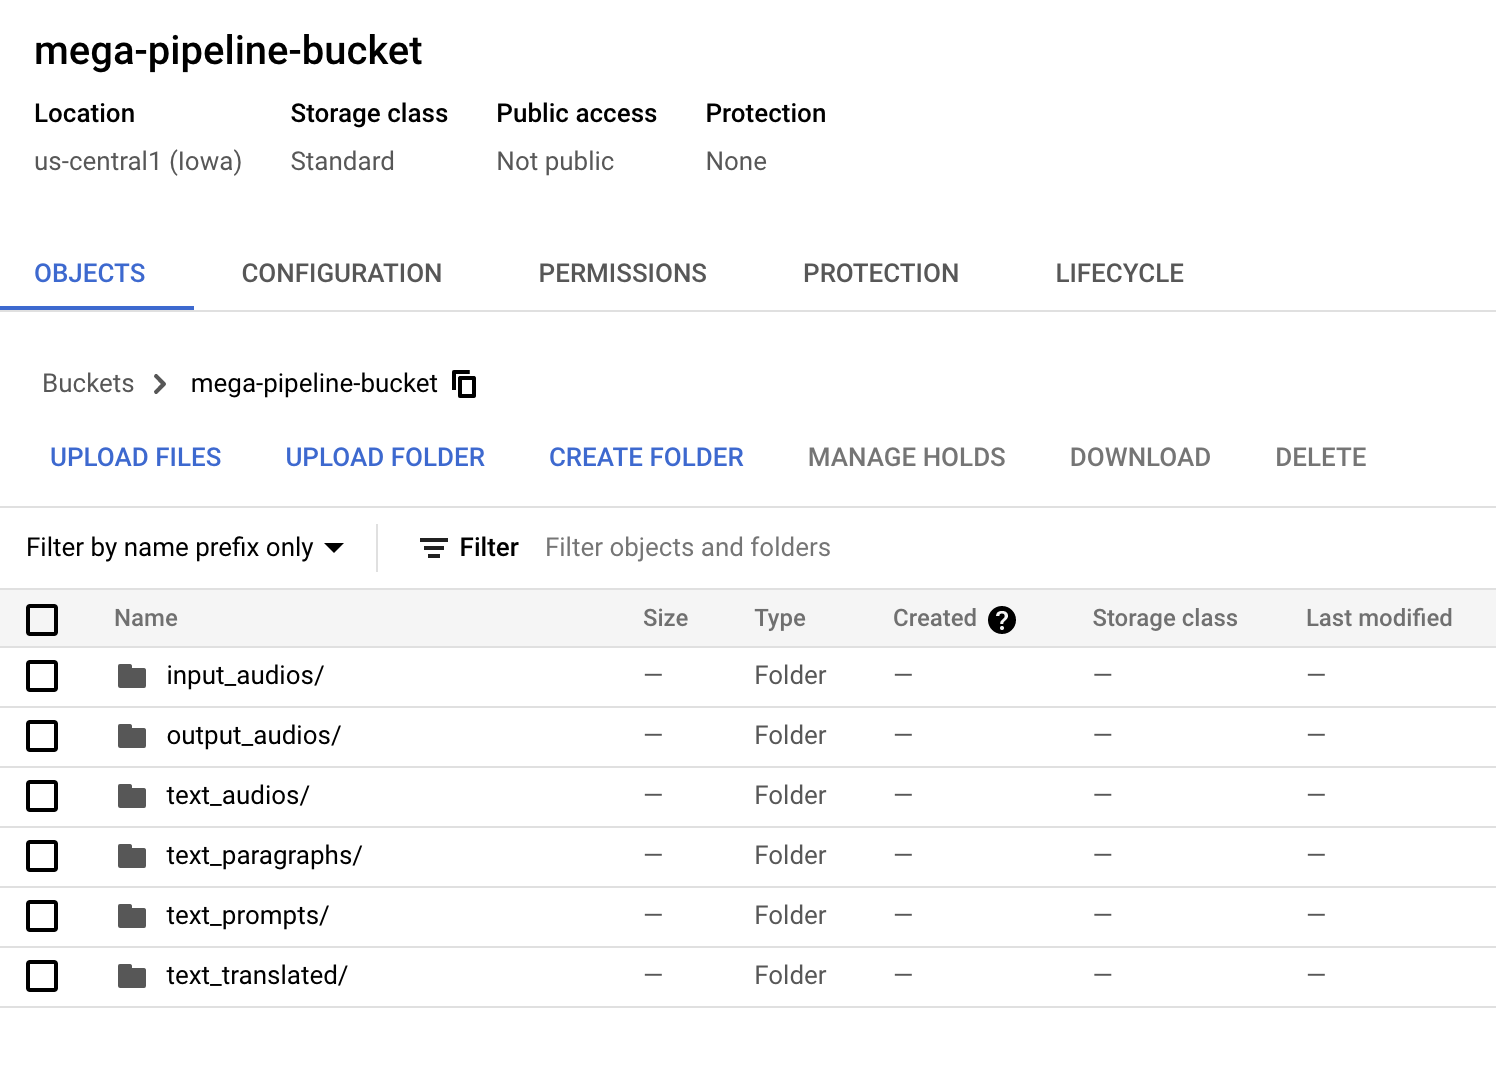 mega-pipeline-bucket
Location Storage class Public access Protection
us-central1 (Iowa) Standard Not public None
OBJECTS CONFIGURATION PERMISSIONS PROTECTION LIFECYCLE
Buckets mega-pipeline-bucket
UPLOAD FILES UPLOAD FOLDER CREATE FOLDER MANAGE HOLDS DOWNLOAD DELETE
Filter by name prefix only Filter Filter objects and folders
Name Size Type Created ? Storage class Last modified
input_audios/ — Folder — — —
output_audios/ — Folder — — —
text_audios/ — Folder — — —
text_paragraphs/ — Folder — — —
text_prompts/ — Folder — — —
text_translated/ — Folder — — —